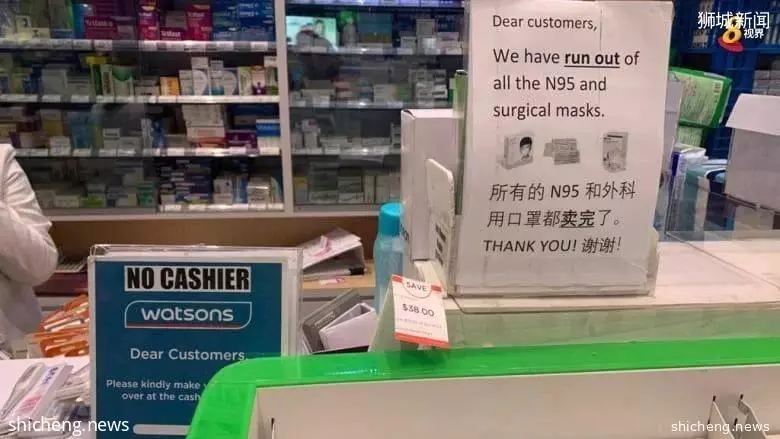 狮城新闻
8
视界
Dear customers,
We have run out of
all the N95 and
surgical masks.
所有的 N95 和外科
用口罩都卖完了。
THANK YOU! 谢谢!
SAVE
$38.00
NO CASHIER
watsons
Dear Customers,
Please kindly make
over at the cash
shicheng.news
shicheng.news